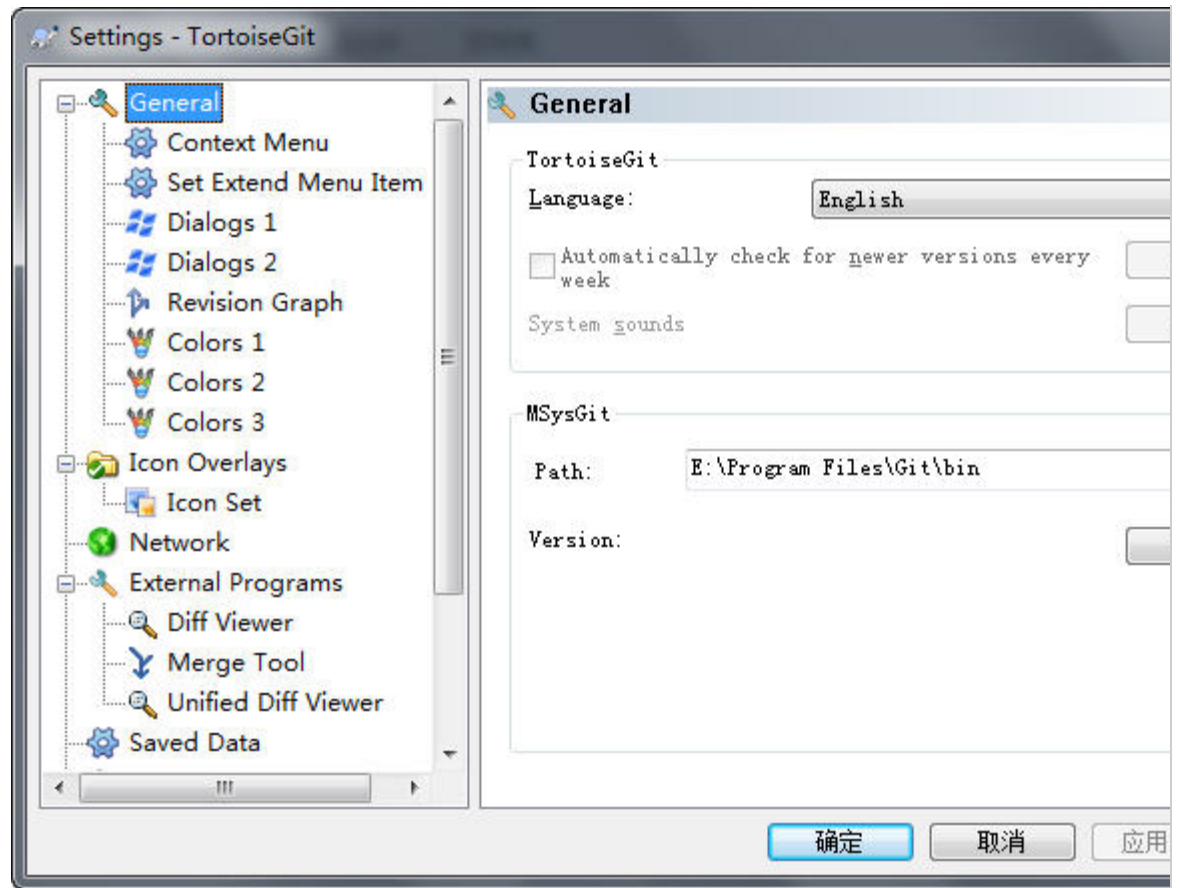 Settings - TortoiseGit
General
Context Menu
Set Extend Menu Item
Dialogs 1
Dialogs 2
Revision Graph
Colors 1
Colors 2
Colors 3
Icon Overlays
Icon Set
Network
External Programs
Diff Viewer
Merge Tool
Unified Diff Viewer
Saved Data
General
TortoiseGit
Language:
English
Automatically check for newer versions every
week
System sounds
MSysGit
Path:
E:\Program Files\Git\bin
Version:
确定
取消
应用